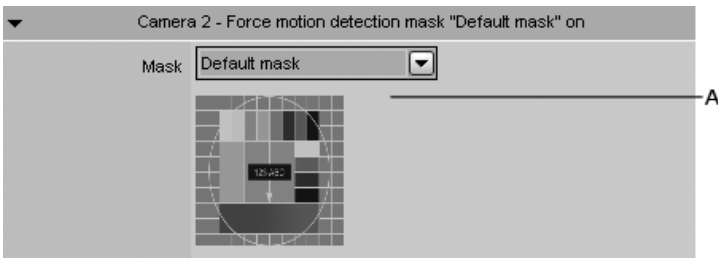 Camera 2 - Force motion detection mask "Default mask" on
Mask
Default mask
A